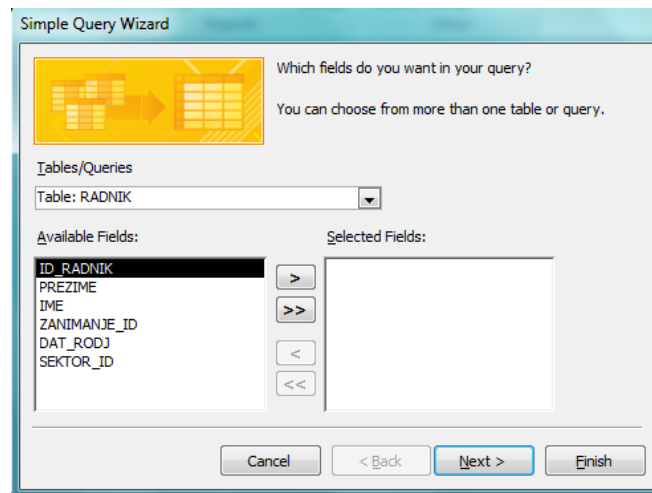 Simple Query Wizard
Which fields do you want in your query?
You can choose from more than one table or query.
Tables/Queries
Table: RADNIK
Available Fields:
Selected Fields:
ID_RADNIK
PREZIME
IME
ZANIMANJE_ID
DAT_RODJ
SEKTOR_ID
>
>>
<
<<
Cancel
< Back
Next >
Finish